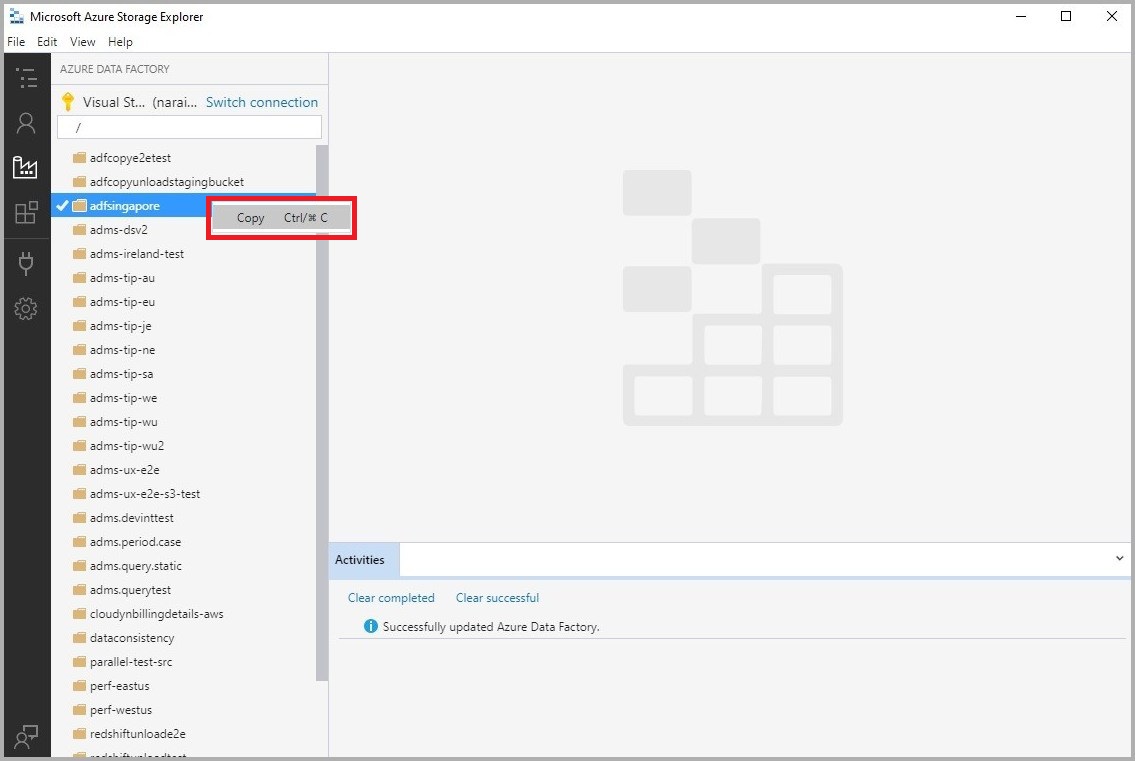 Microsoft Azure Storage Explorer
File Edit View Help
AZURE DATA FACTORY
Visual St... (narai... Switch connection
/
adfcopye2etest
adfcopyunloadstagingbucket
adfsingapore
Copy Ctrl/⌘ C
adms-dsv2
adms-ireland-test
adms-tip-au
adms-tip-eu
adms-tip-je
adms-tip-ne
adms-tip-sa
adms-tip-we
adms-tip-wu
adms-tip-wu2
adms-ux-e2e
adms-ux-e2e-s3-test
adms.devinttest
adms.period.case
adms.query.static
adms.querytest
cloudynbillingdetails-aws
dataconsistency
parallel-test-src
perf-eastus
perf-westus
redshiftunloade2e
redshiftunloadtest
Activities
Clear completed Clear successful
Successfully updated Azure Data Factory.